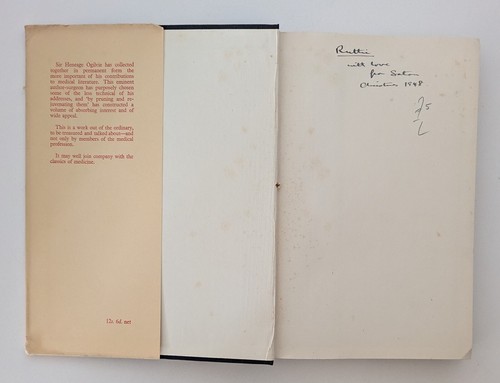 Sir Heneage Ogilvie has collected
together in permanent form the
more important of his contributions
to medical literature. This eminent
author-surgeon has purposely chosen
some of the less technical of his
addresses, and 'by pruning and re-
invigorating them' has constructed a
volume of absorbing interest and of
wide appeal.
This is a work out of the ordinary,
to be treasured and talked about—and
not only by members of the medical
profession.
It may well join company with the
classics of medicine.
12s 6d net
Ruthie
with love
from
Christmas 1948